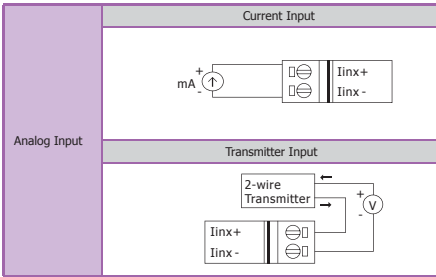 Analog Input
Current Input
+
mA
-
Iinx+
Iinx -
Transmitter Input
2-wire
Transmitter
+
V
-
Iinx+
Iinx -